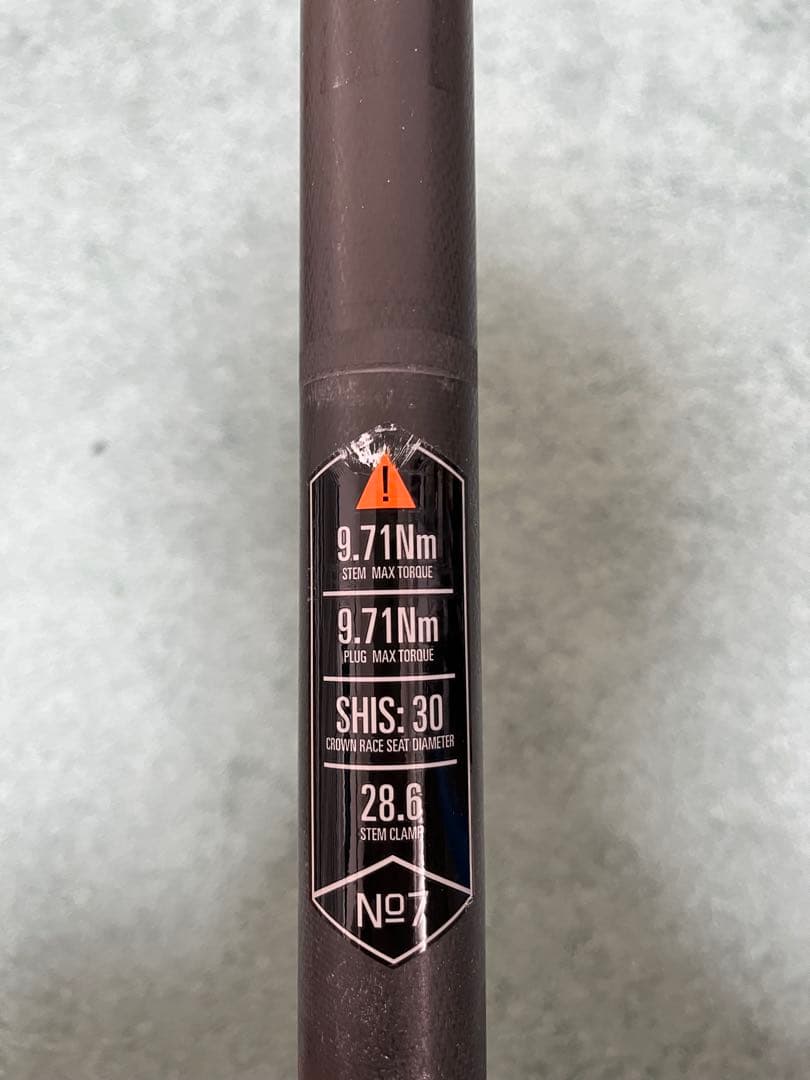 !
9.71Nm
STEM MAX TORQUE
9.71Nm
PLUG MAX TORQUE
SHIS: 30
CROWN RACE SEAT DIAMETER
28.6
STEM CLAMP
Nº7